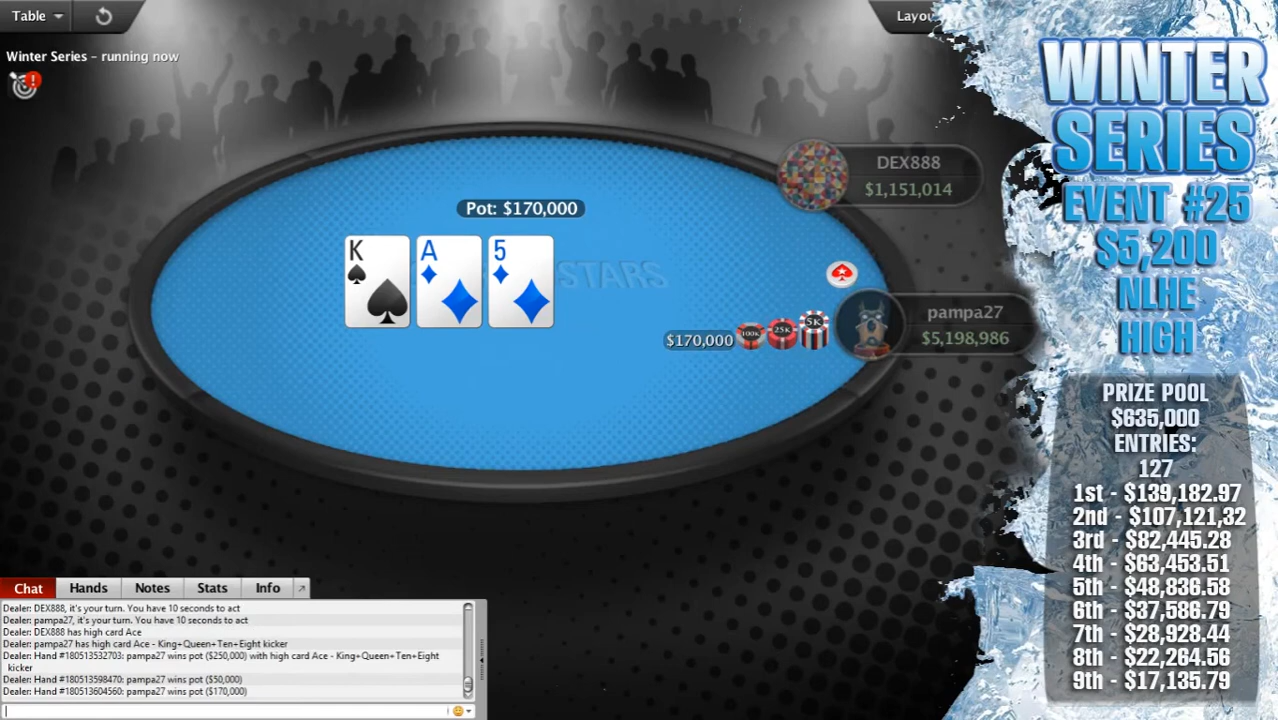 Table
Layou
Winter Series - running now
!
DEX888
$1,151,014
Pot: $170,000
K
A
5
STARS
pampa27
$5,198,986
$170,000
100K
25K
5K
WINTER
SERIES
EVENT #25
$5,200
NLHE
HIGH
PRIZE POOL
$635,000
ENTRIES:
127
1st - $139,182.97
2nd - $107,121,32
3rd - $82,445.28
4th - $63,453.51
5th - $48,836.58
6th - $37,586.79
7th - $28,928.44
8th - $22,264.56
9th - $17,135.79
Chat Hands Notes Stats Info
Dealer: DEX888, it's your turn. You have 10 seconds to act
Dealer: pampa27, it's your turn. You have 10 seconds to act
Dealer: DEX888 has high card Ace
Dealer: pampa27 has high card Ace - King+Queen+Ten+Eight kicker
Dealer: Hand #180513532703: pampa27 wins pot ($250,000) with high card Ace - King+Queen+Ten+Eight
kicker
Dealer: Hand #180513598470: pampa27 wins pot ($50,000)
Dealer: Hand #180513604560: pampa27 wins pot ($170,000)